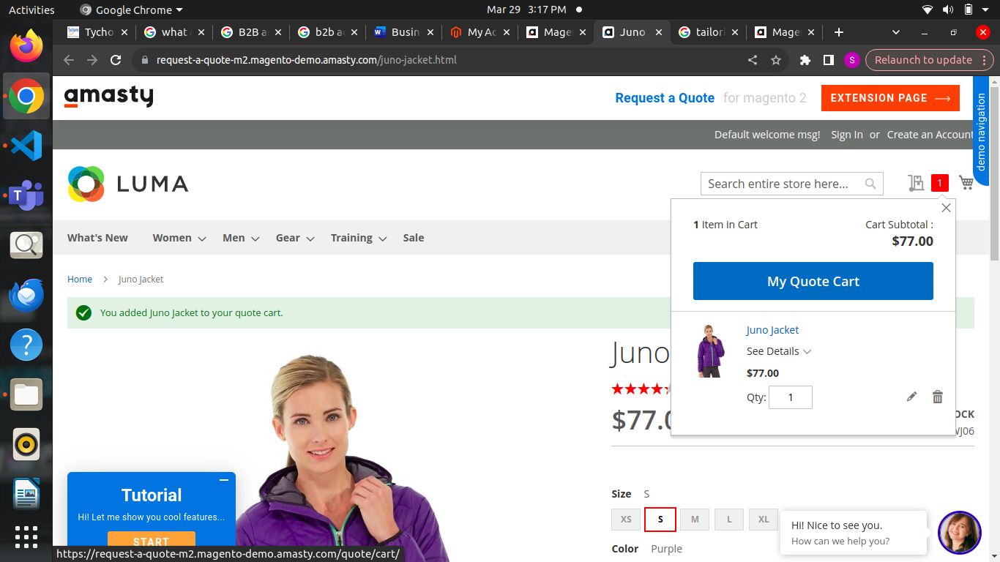 Activities
Google Chrome
Mar 29 3:17 PM
Tycho
what
B2B a
b2b a
Busin
My Ac
Mage
Juno
tailori
Mage
request-a-quote-m2.magento-demo.amasty.com/juno-jacket.html
S
Relaunch to update
amasty
Request a Quote for magento 2
EXTENSION PAGE
demo navigation
Default welcome msg! Sign In or Create an Account
LUMA
Search entire store here...
1
What's New Women Men Gear Training Sale
1 Item in Cart
Cart Subtotal :
$77.00
My Quote Cart
Home Juno Jacket
You added Juno Jacket to your quote cart.
Juno Jacket
See Details
$77.00
Qty: 1
Juno
$77.0
OCK
WJ06
Size S
XS S M L XL
Color Purple
Tutorial
Hi! Let me show you cool features...
START
Hi! Nice to see you.
How can we help you?
https://request-a-quote-m2.magento-demo.amasty.com/quote/cart/